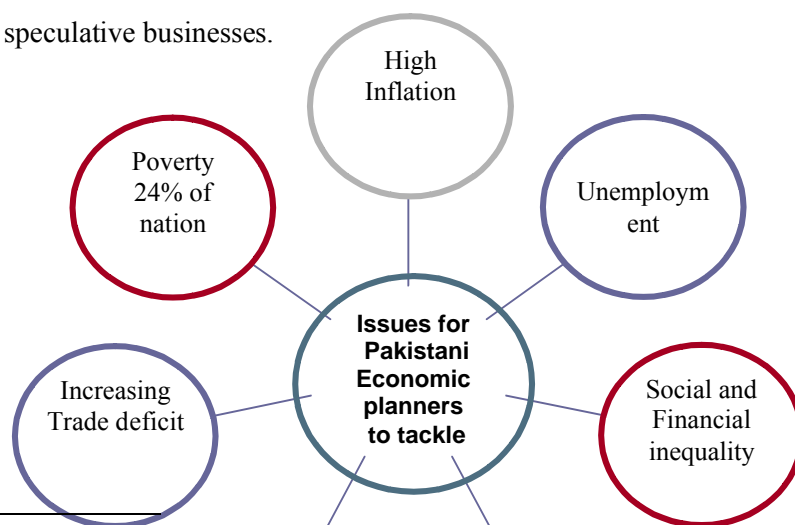 speculative businesses.
High
Inflation
Poverty
24% of
nation
Unemploym
ent
Issues for
Pakistani
Economic
planners
to tackle
Increasing
Trade deficit
Social and
Financial
inequality